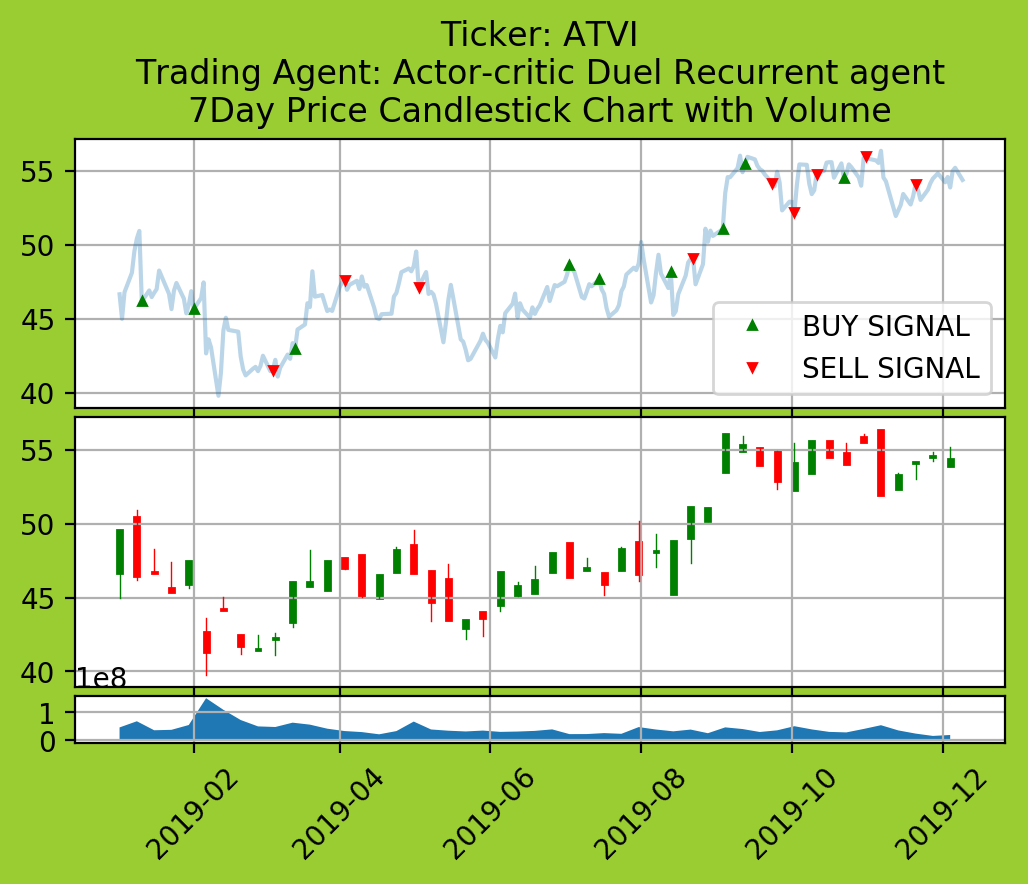 Ticker: ATVI
Trading Agent: Actor-critic Duel Recurrent agent
7Day Price Candlestick Chart with Volume
55
50
45
40
BUY SIGNAL
SELL SIGNAL
55
50
45
40
1e8
1
0
2019-02
2019-04
2019-06
2019-08
2019-10
2019-12